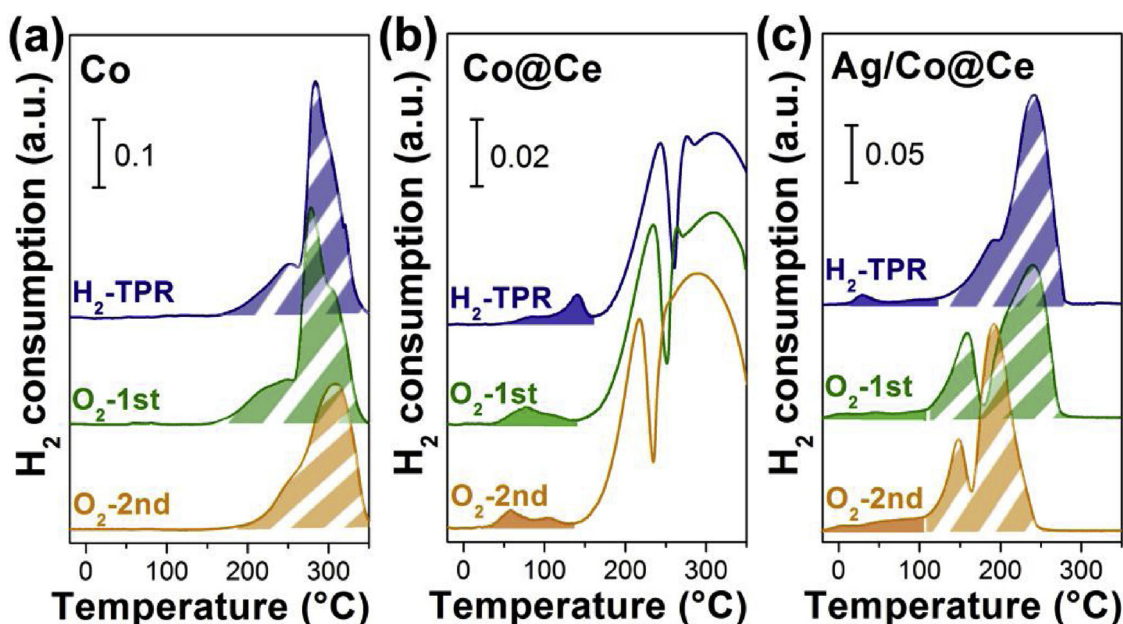 (a)
Co
0.1
H₂-TPR
O₂-1st
O₂-2nd
H₂ consumption (a.u.)
0 100 200 300
Temperature (°C)
(b)
Co@Ce
0.02
H₂-TPR
O₂-1st
O₂-2nd
H₂ consumption (a.u.)
0 100 200 300
Temperature (°C)
(c)
Ag/Co@Ce
0.05
H₂-TPR
O₂-1st
O₂-2nd
H₂ consumption (a.u.)
0 100 200 300
Temperature (°C)